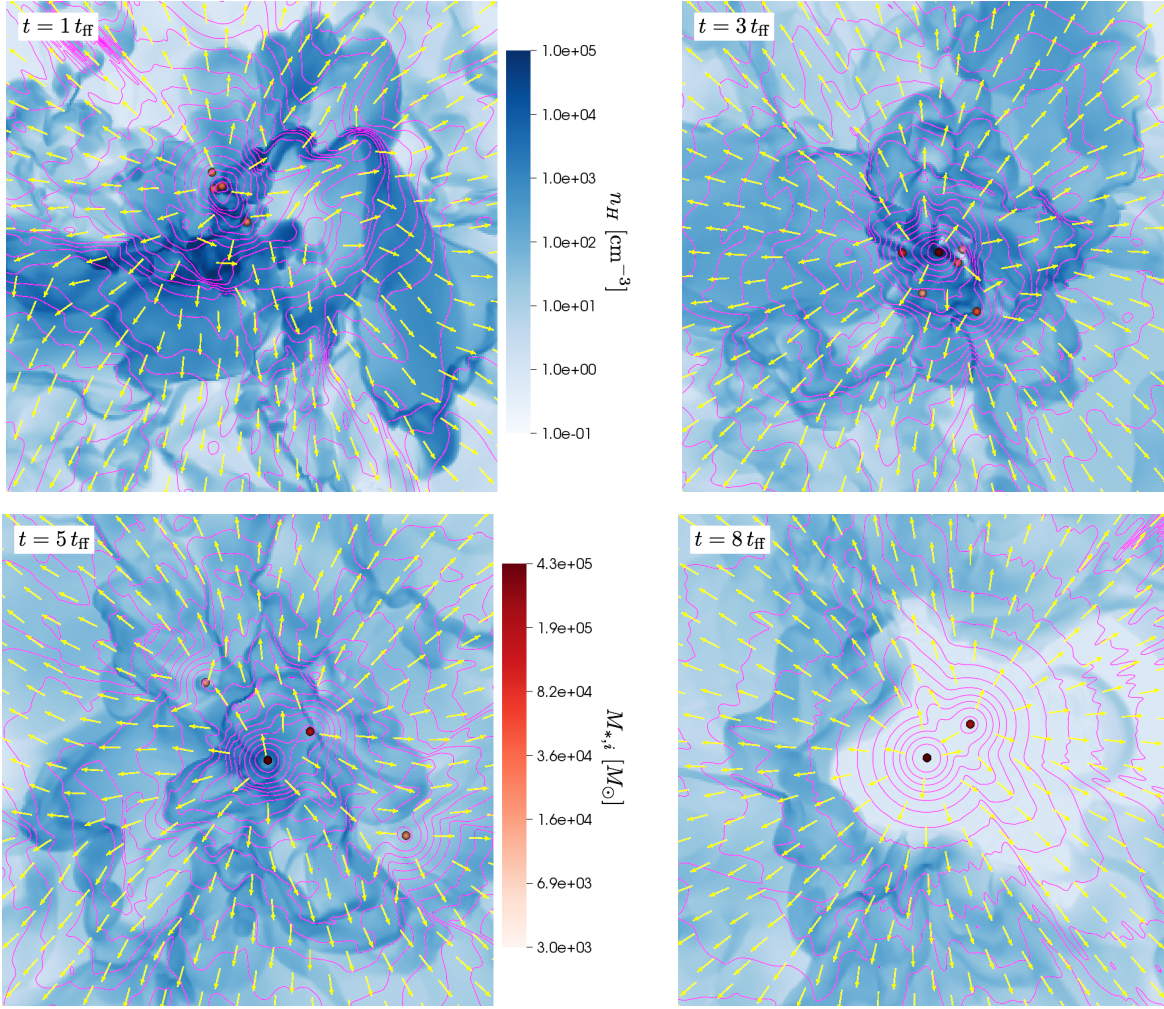 t = 1 t_ff
t = 3 t_ff
1.0e+05
1.0e+04
1.0e+03
1.0e+02
1.0e+01
1.0e+00
1.0e-01
n_H [cm^−3]
t = 5 t_ff
t = 8 t_ff
4.3e+05
1.9e+05
8.2e+04
3.6e+04
1.6e+04
6.9e+03
3.0e+03
M_{*,i} [M_⊙]